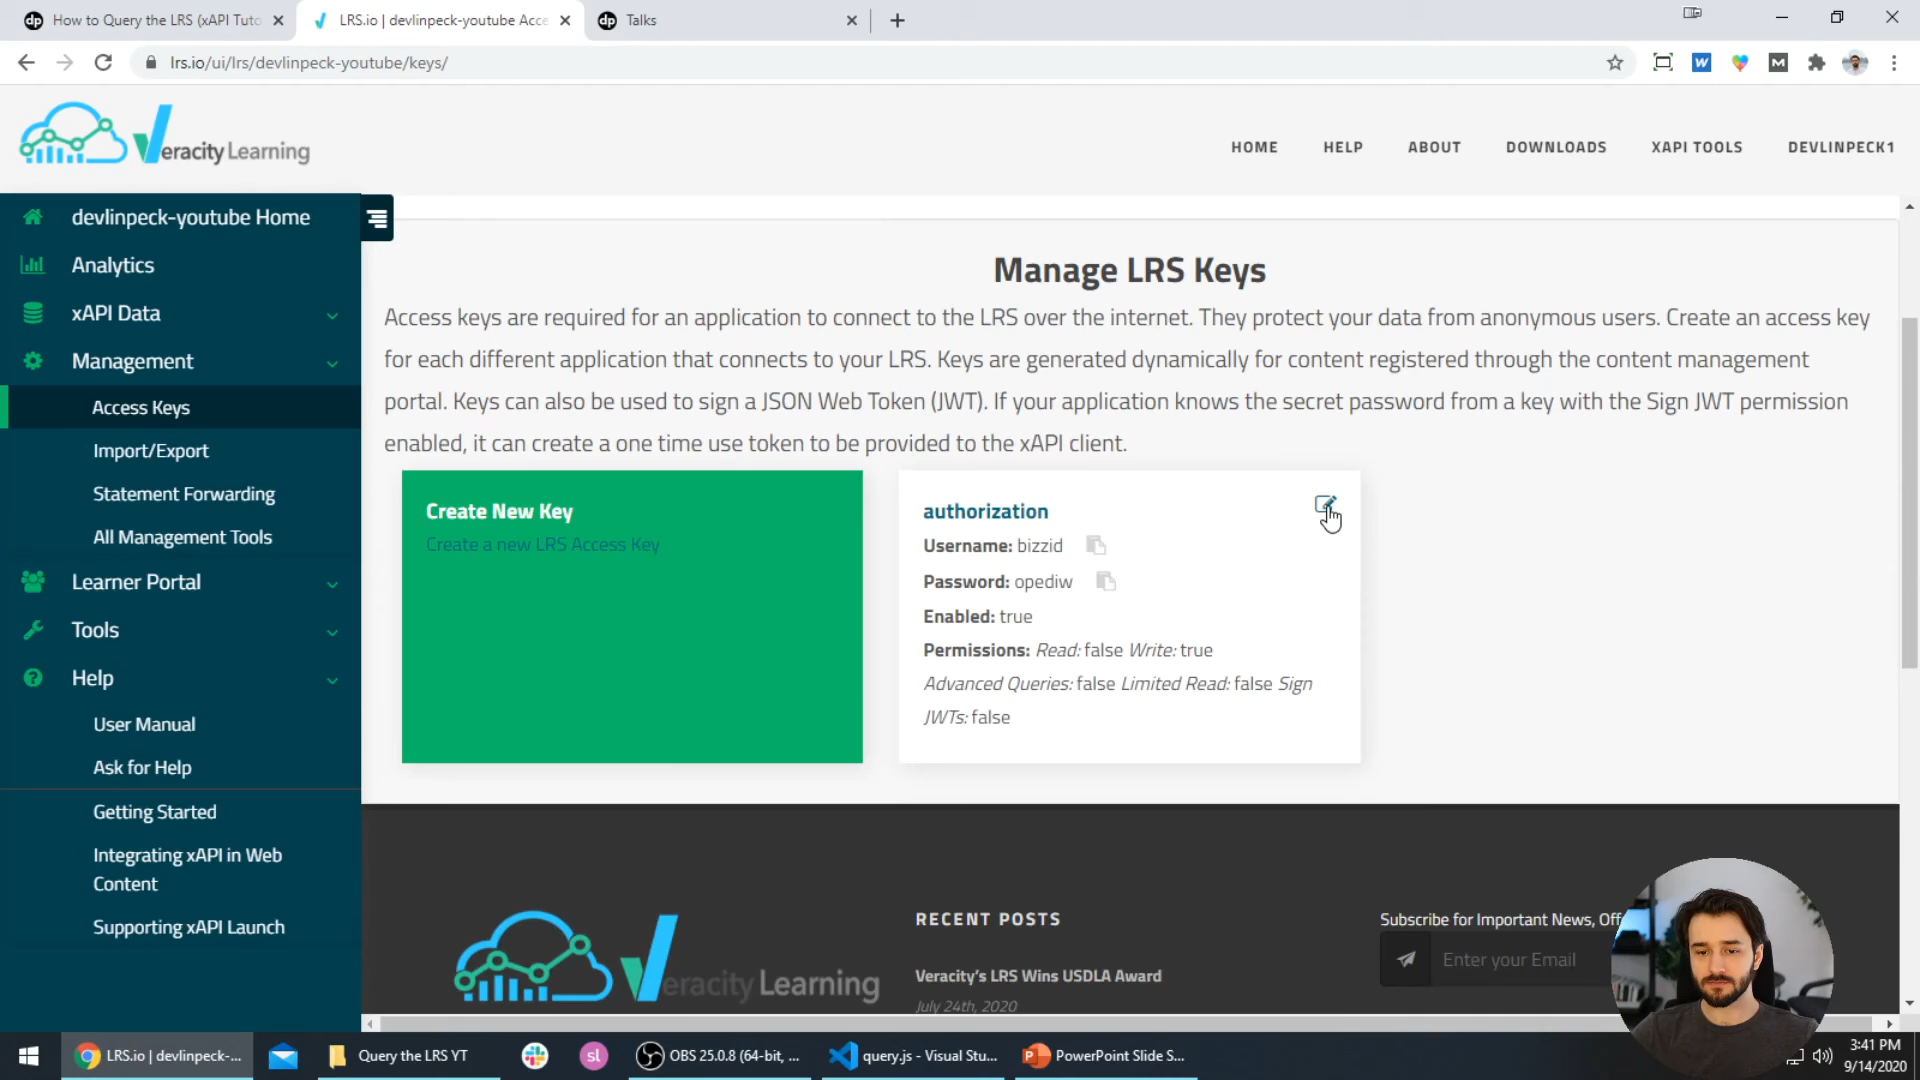 How to Query the LRS (xAPI Tuto
LRS.io | devlinpeck-youtube Acce
Talks
lrs.io/ui/lrs/devlinpeck-youtube/keys/
Veracity Learning
HOME
HELP
ABOUT
DOWNLOADS
XAPI TOOLS
DEVLINPECK1
devlinpeck-youtube Home
Analytics
xAPI Data
Management
Access Keys
Import/Export
Statement Forwarding
All Management Tools
Learner Portal
Tools
Help
User Manual
Ask for Help
Getting Started
Integrating xAPI in Web
Content
Supporting xAPI Launch
Manage LRS Keys
Access keys are required for an application to connect to the LRS over the internet. They protect your data from anonymous users. Create an access key
for each different application that connects to your LRS. Keys are generated dynamically for content registered through the content management
portal. Keys can also be used to sign a JSON Web Token (JWT). If your application knows the secret password from a key with the Sign JWT permission
enabled, it can create a one time use token to be provided to the xAPI client.
Create New Key
Create a new LRS Access Key
authorization
Username: bizzid
Password: opediw
Enabled: true
Permissions: Read: false Write: true
Advanced Queries: false Limited Read: false Sign
JWTs: false
Veracity Learning
RECENT POSTS
Veracity's LRS Wins USDLA Award
July 24th, 2020
Subscribe for Important News, Off
Enter your Email
LRS.io | devlinpeck-...
Query the LRS YT
sl
OBS 25.0.8 (64-bit, ...
query.js - Visual Stu...
PowerPoint Slide S...
3:41 PM
9/14/2020